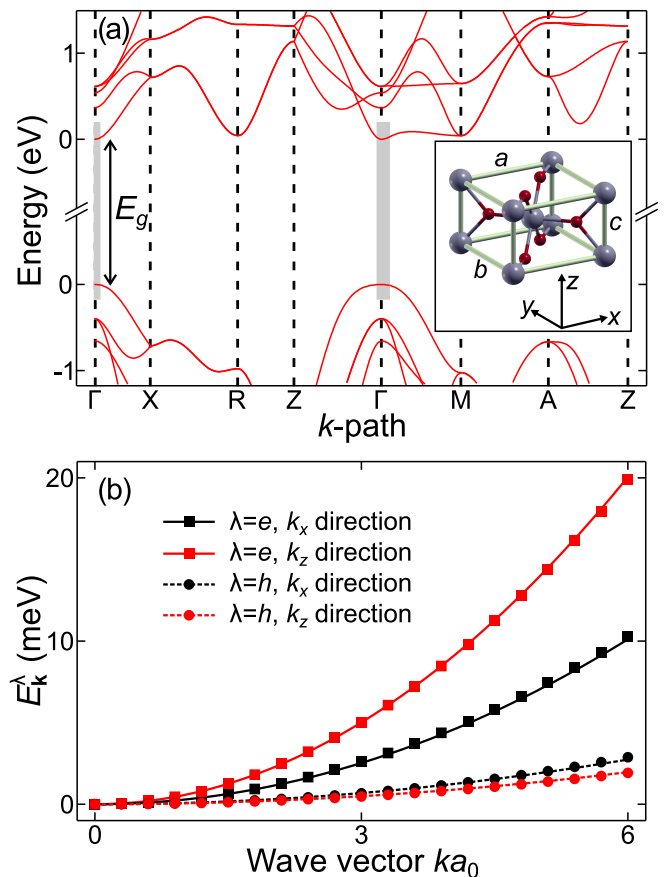 (a)
1
0
0
-1
Energy (eV)
E_g
a
b
c
z
y
x
Γ X R Z Γ M A Z
k-path
(b)
20
10
0
E_k^λ (meV)
λ=e, k_x direction
λ=e, k_z direction
λ=h, k_x direction
λ=h, k_z direction
0 3 6
Wave vector ka_0